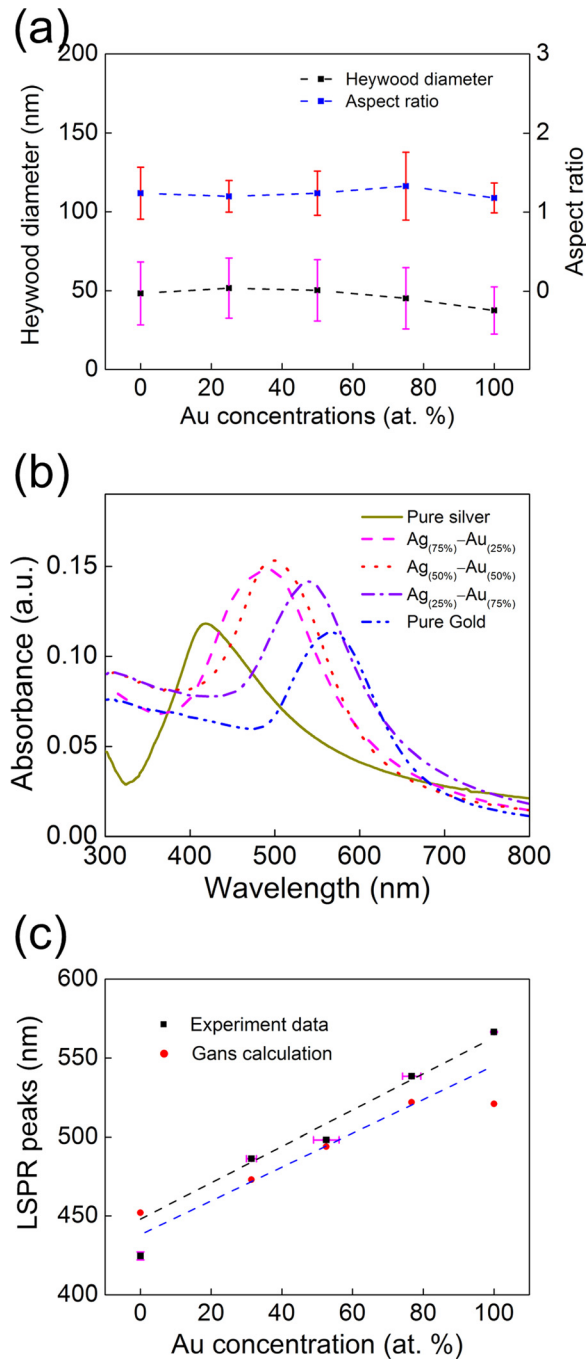 (a)
200
150
100
50
0
Heywood diameter (nm)
3
2
1
0
Aspect ratio
Heywood diameter
Aspect ratio
0 20 40 60 80 100
Au concentrations (at. %)
(b)
0.15
0.10
0.05
0.00
Absorbance (a.u.)
Pure silver
Ag(75%)–Au(25%)
Ag(50%)–Au(50%)
Ag(25%)–Au(75%)
Pure Gold
300 400 500 600 700 800
Wavelength (nm)
(c)
600
550
500
450
400
LSPR peaks (nm)
Experiment data
Gans calculation
0 20 40 60 80 100
Au concentration (at. %)